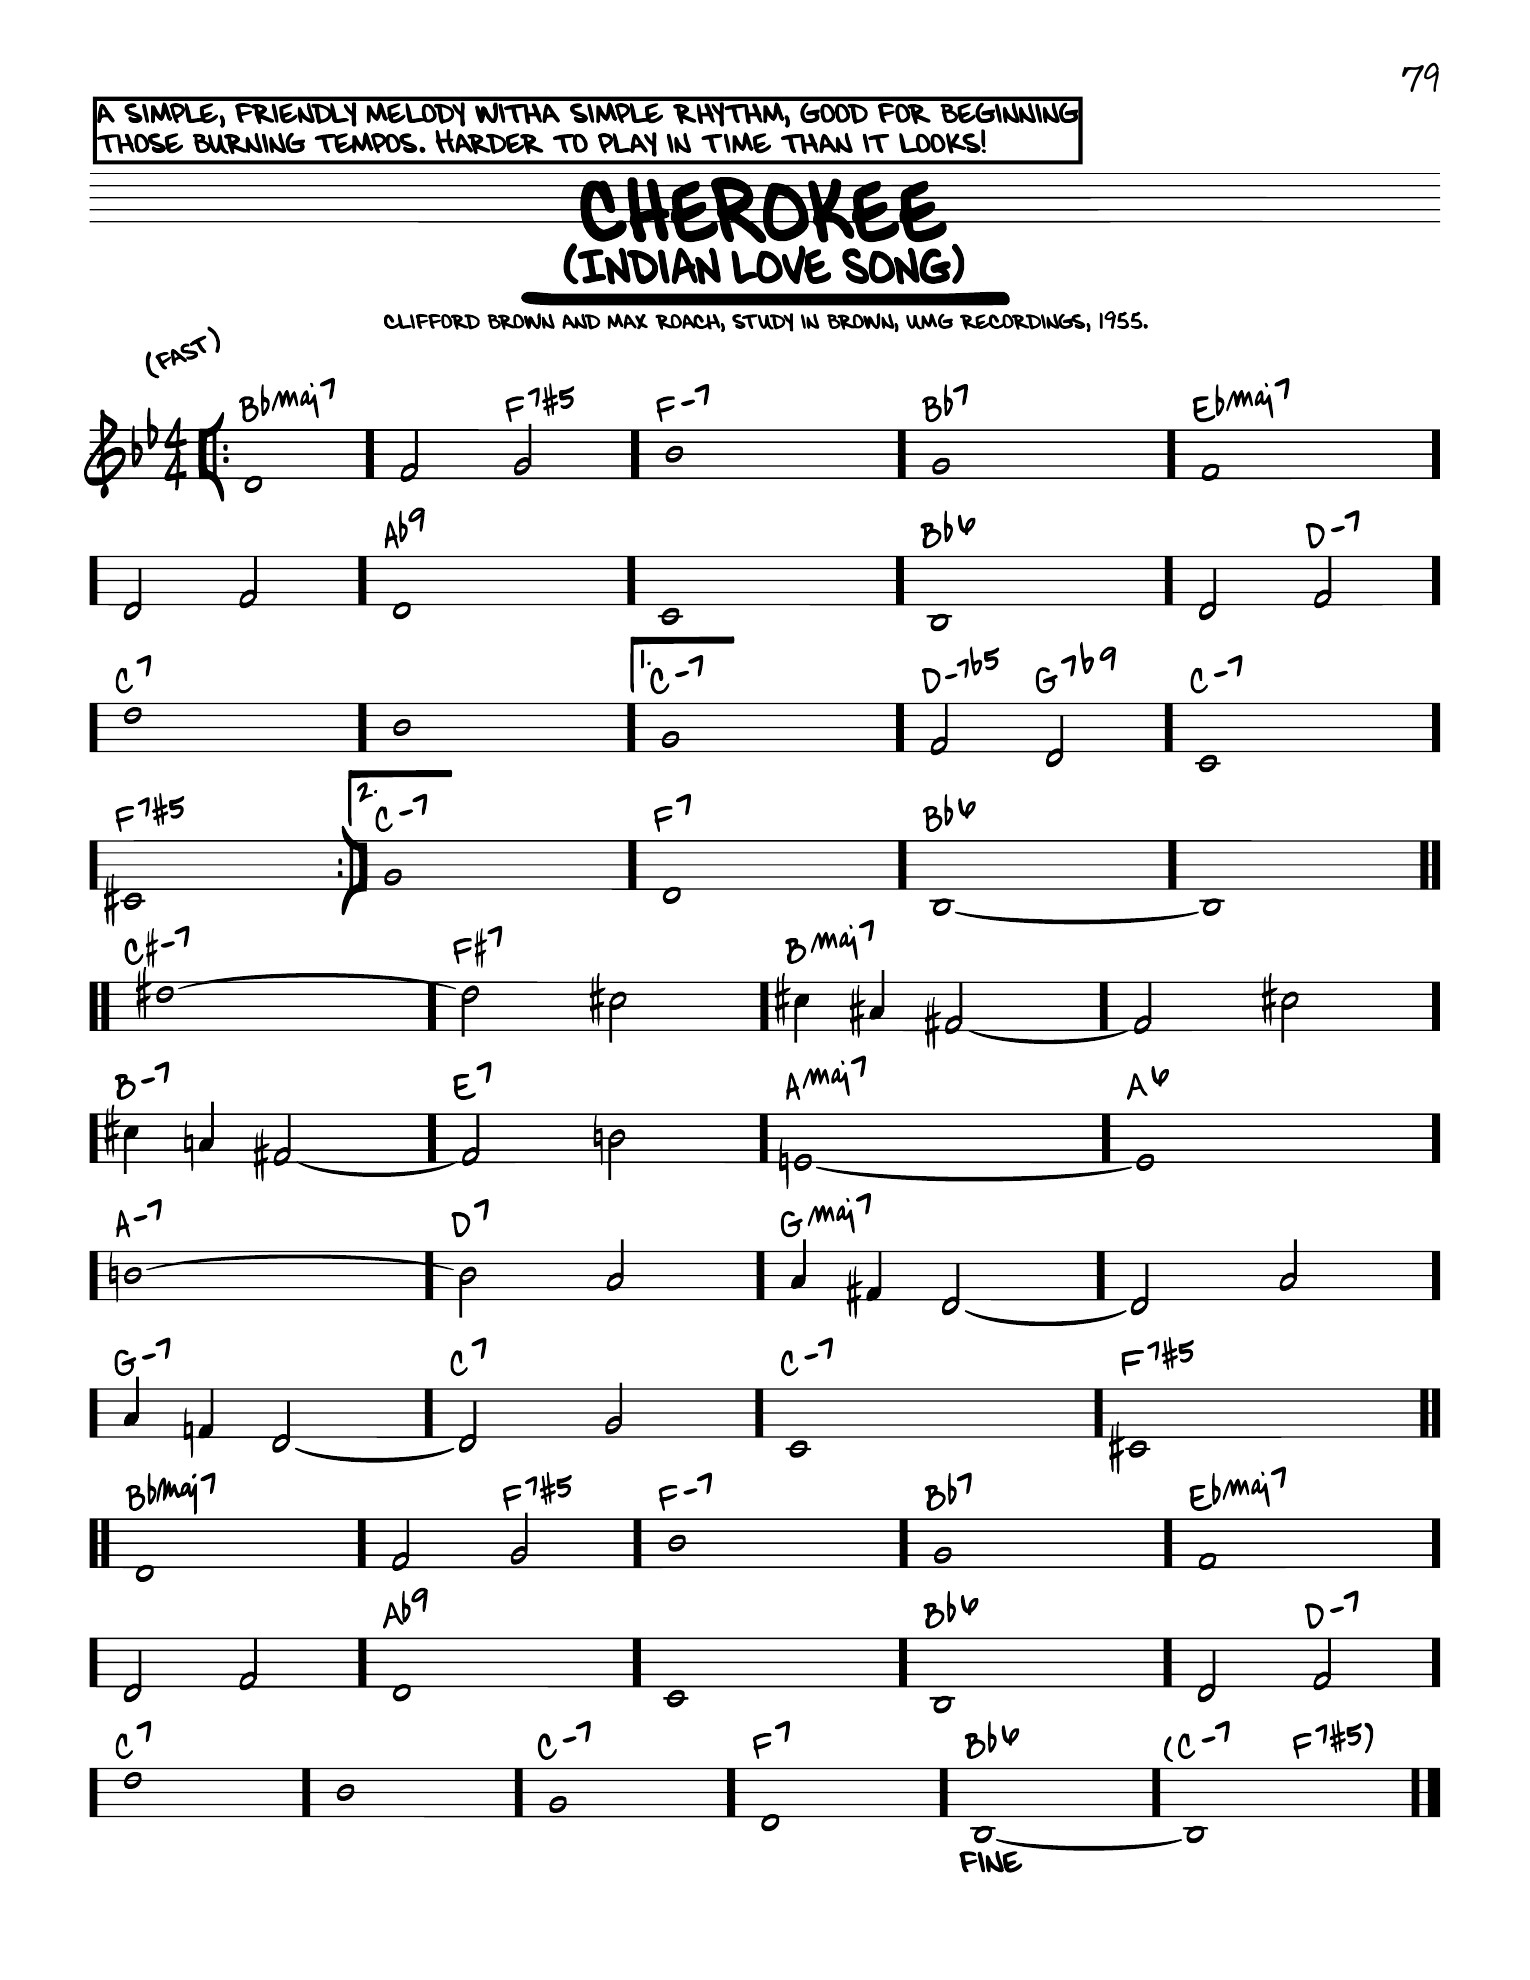 79
A SIMPLE, FRIENDLY MELODY WITHA SIMPLE RHYTHM, GOOD FOR BEGINNING
THOSE BURNING TEMPOS. HARDER TO PLAY IN TIME THAN IT LOOKS!
CHEROKEE
(INDIAN LOVE SONG)
CLIFFORD BROWN AND MAX ROACH, STUDY IN BROWN, UMG RECORDINGS, 1955.
(FAST)
Bbmaj7 F7#5 F-7 Bb7 Ebmaj7
4
4
Ab9 Bb6 D-7
C7 1. C-7 D-7b5 G7b9 C-7
F7#5 2. C-7 F7 Bb6
C#-7 F#7 Bmaj7
B-7 E7 Amaj7 A6
A-7 D7 Gmaj7
G-7 C7 C-7 F7#5
Bbmaj7 F7#5 F-7 Bb7 Ebmaj7
Ab9 Bb6 D-7
C7 C-7 F7 Bb6 (C-7 F7#5)
FINE